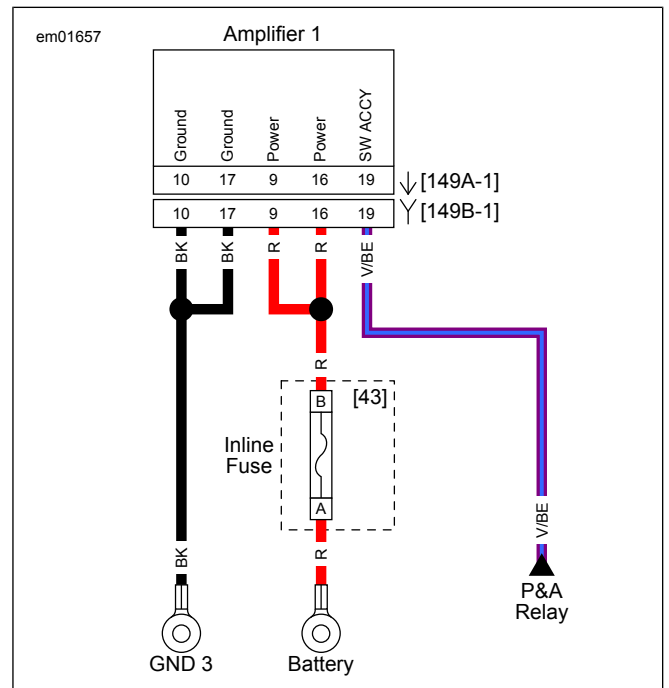 em01657
Amplifier 1
Ground Ground Power Power SW ACCY
10 17 9 16 19 [149A-1]
10 17 9 16 19 [149B-1]
BK BK R R V/BE
R
B [43]
Inline
Fuse
A
V/BE
BK R
P&A
Relay
GND 3 Battery